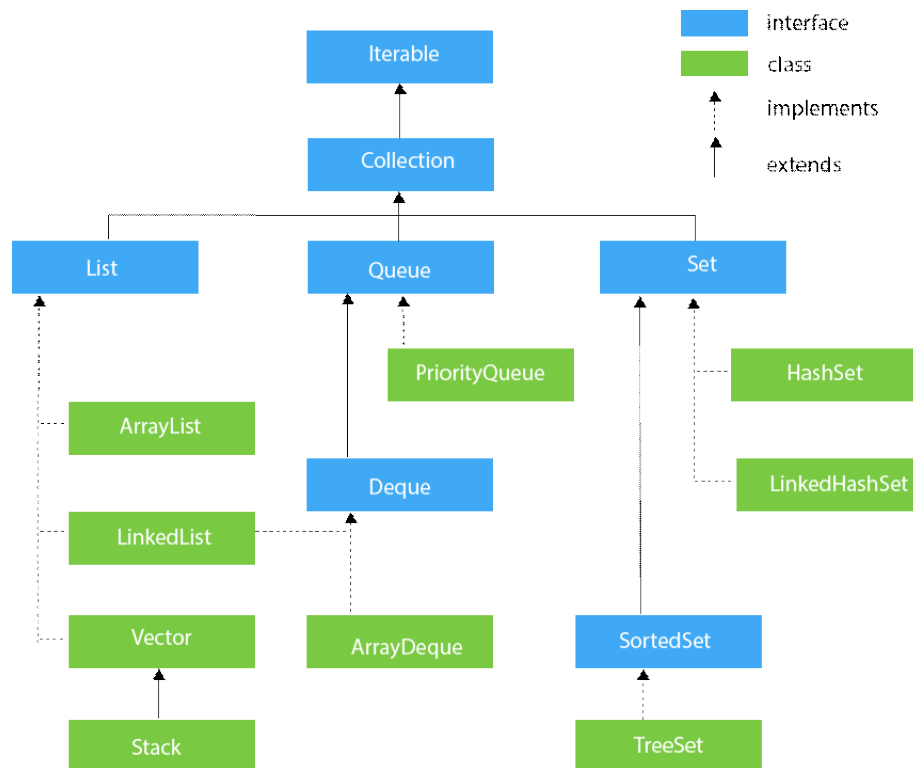 interface
Iterable
class
implements
Collection
extends
List
Queue
Set
PriorityQueue
HashSet
ArrayList
Deque
LinkedHashSet
LinkedList
Vector
ArrayDeque
SortedSet
Stack
TreeSet